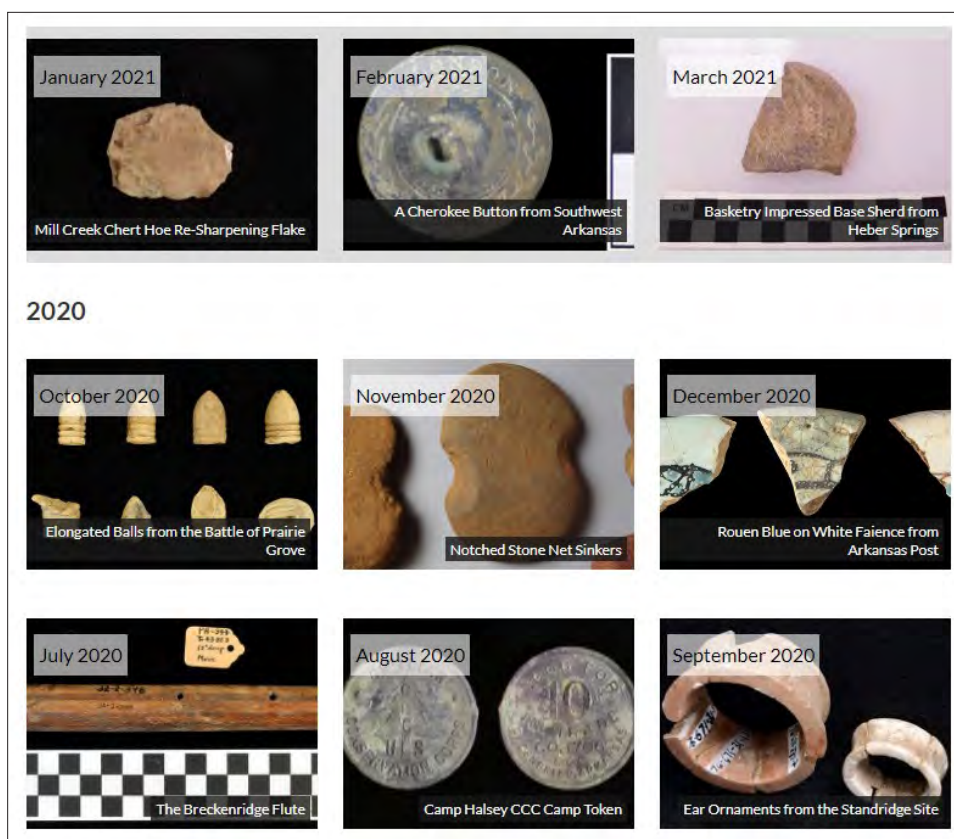 January 2021
Mill Creek Chert Hoe Re-Sharpening Flake
February 2021
A Cherokee Button from Southwest
Arkansas
March 2021
Basketry Impressed Base Sherd from
Heber Springs
2020
October 2020
Elongated Balls from the Battle of Prairie
Grove
November 2020
Notched Stone Net Sinkers
December 2020
Rouen Blue on White Faience from
Arkansas Post
July 2020
The Breckenridge Flute
August 2020
10
CONSERVATION CORPS
Camp Halsey CCC Camp Token
September 2020
Ear Ornaments from the Standridge Site